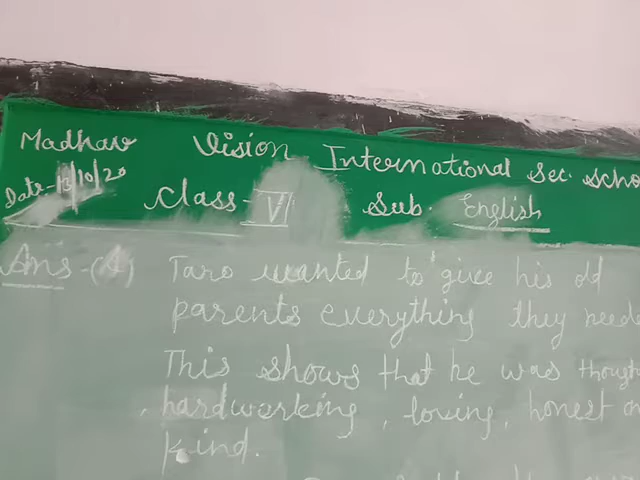 Madhav Vision International Sec. Scho
Date-13/10/20 Class-VI Sub. English
Ans-(A) Taro wanted to give his old
parents everything they neede
This shows that he was thought
, hardworking, loving, honest an
kind.